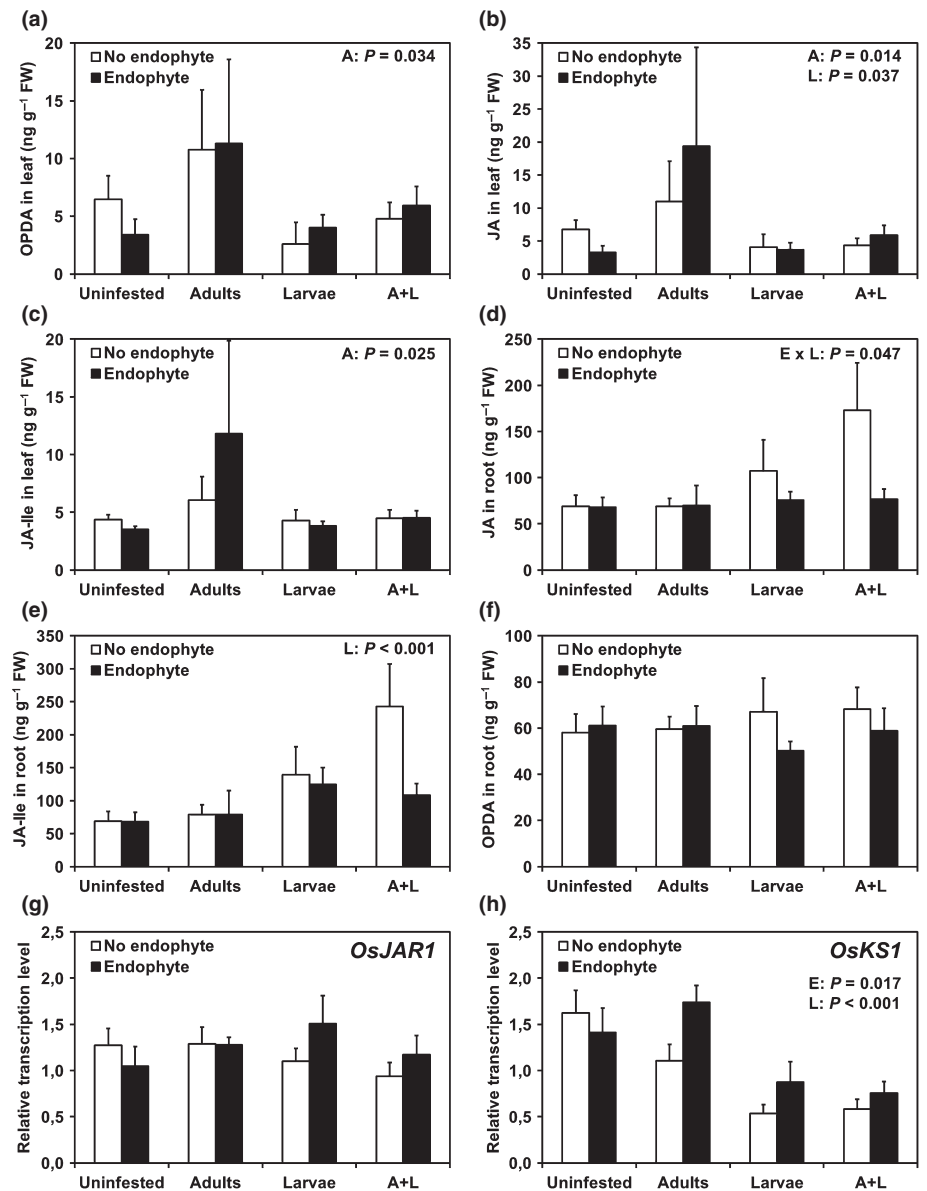 (a)
20
15
10
5
0
OPDA in leaf (ng g⁻¹ FW)
No endophyte
Endophyte
A: P = 0.034
Uninfested Adults Larvae A+L
(b)
35
30
25
20
15
10
5
0
JA in leaf (ng g⁻¹ FW)
No endophyte
Endophyte
A: P = 0.014
L: P = 0.037
Uninfested Adults Larvae A+L
(c)
20
15
10
5
0
JA-Ile in leaf (ng g⁻¹ FW)
No endophyte
Endophyte
A: P = 0.025
Uninfested Adults Larvae A+L
(d)
250
200
150
100
50
0
JA in root (ng g⁻¹ FW)
No endophyte
Endophyte
E x L: P = 0.047
Uninfested Adults Larvae A+L
(e)
350
300
250
200
150
100
50
0
JA-Ile in root (ng g⁻¹ FW)
No endophyte
Endophyte
L: P < 0.001
Uninfested Adults Larvae A+L
(f)
100
80
60
40
20
0
OPDA in root (ng g⁻¹ FW)
No endophyte
Endophyte
Uninfested Adults Larvae A+L
(g)
2,5
2,0
1,5
1,0
0,5
0,0
Relative transcription level
No endophyte
Endophyte
OsJAR1
Uninfested Adults Larvae A+L
(h)
2,5
2,0
1,5
1,0
0,5
0,0
Relative transcription level
No endophyte
Endophyte
OsKS1
E: P = 0.017
L: P < 0.001
Uninfested Adults Larvae A+L